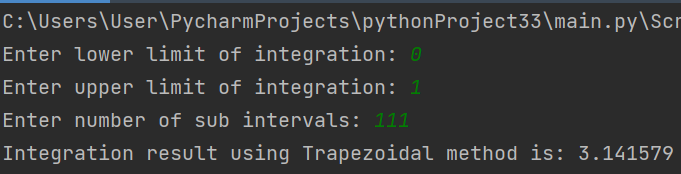 C:\Users\User\PycharmProjects\pythonProject33\main.py\Scr
Enter lower limit of integration: 0
Enter upper limit of integration: 1
Enter number of sub intervals: 111
Integration result using Trapezoidal method is: 3.141579